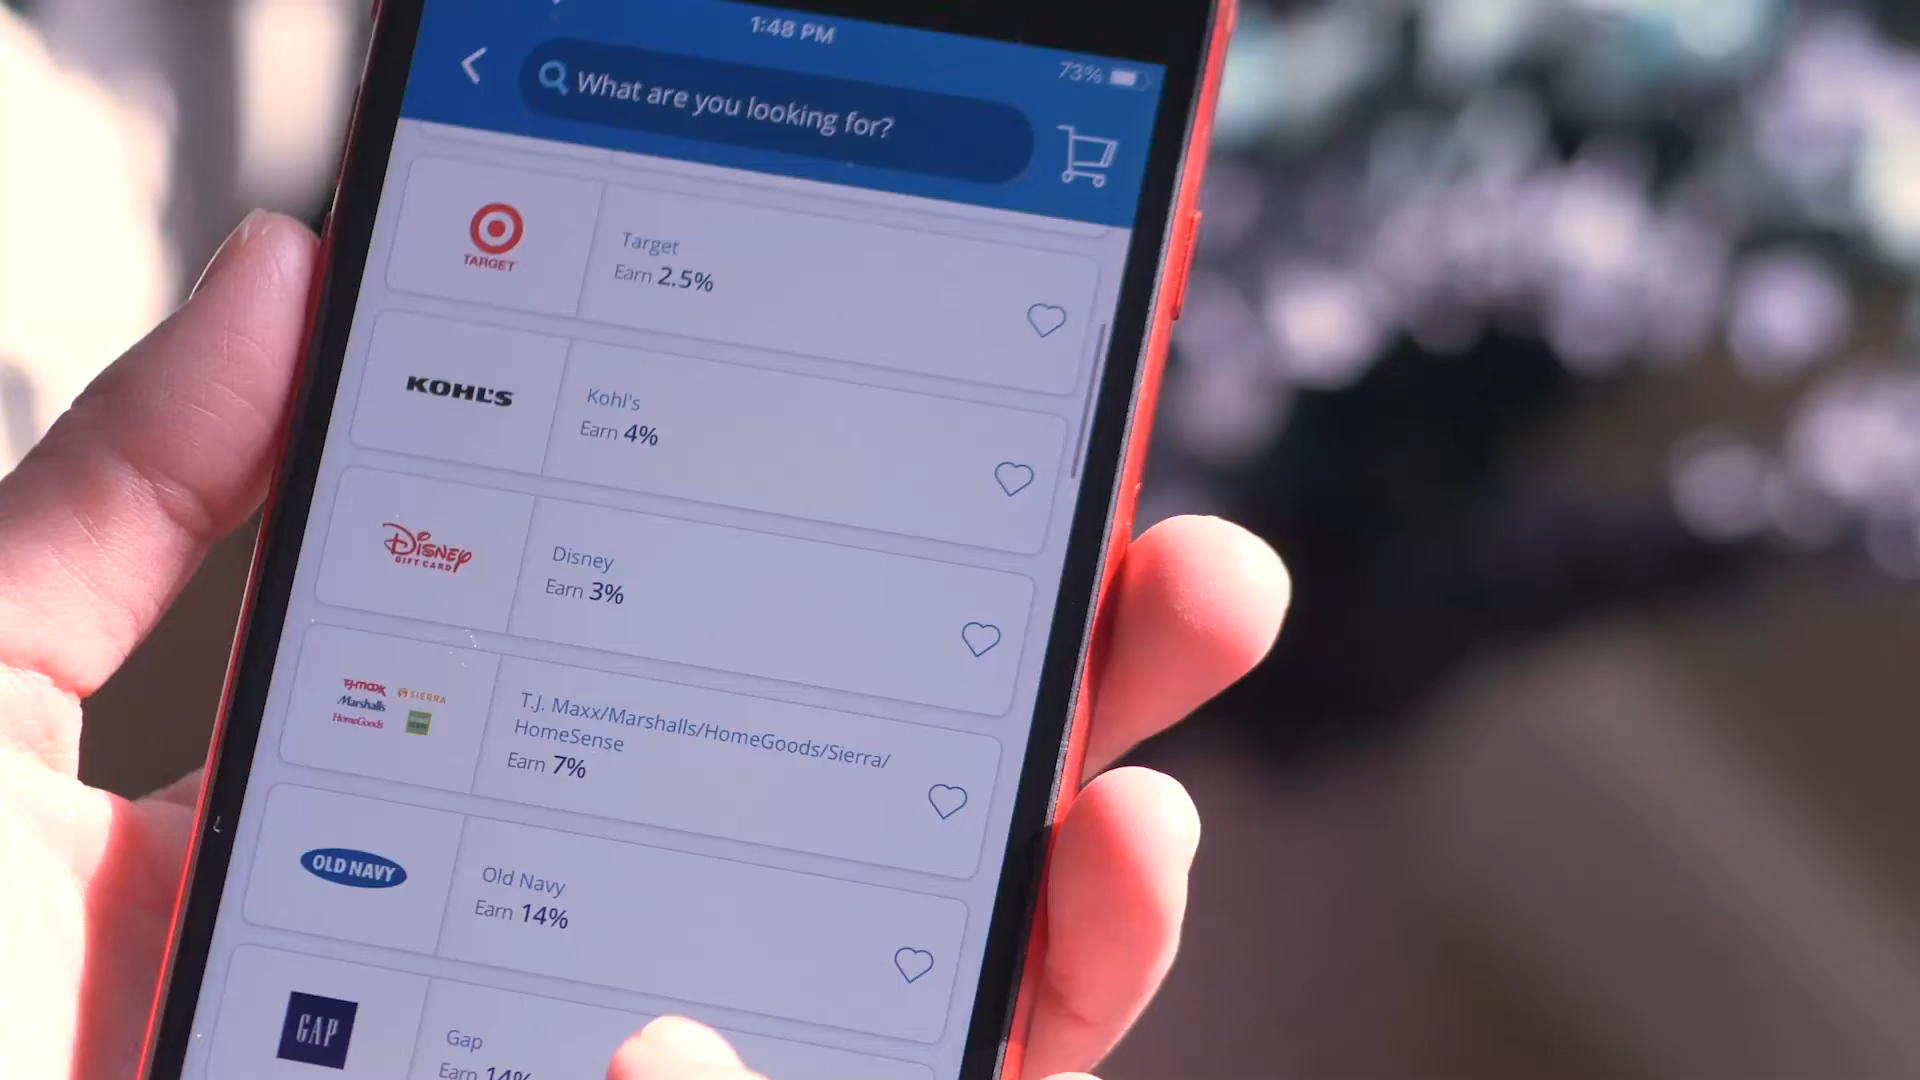 1:48 PM
73%
What are you looking for?
TARGET
Target
Earn 2.5%
KOHL'S
Kohl's
Earn 4%
DISNEY
GIFT CARD
Disney
Earn 3%
T.J.maxx
SIERRA
Marshalls
HomeGoods
T.J. Maxx/Marshalls/HomeGoods/Sierra/
HomeSense
Earn 7%
OLD NAVY
Old Navy
Earn 14%
GAP
Gap
Earn 14%